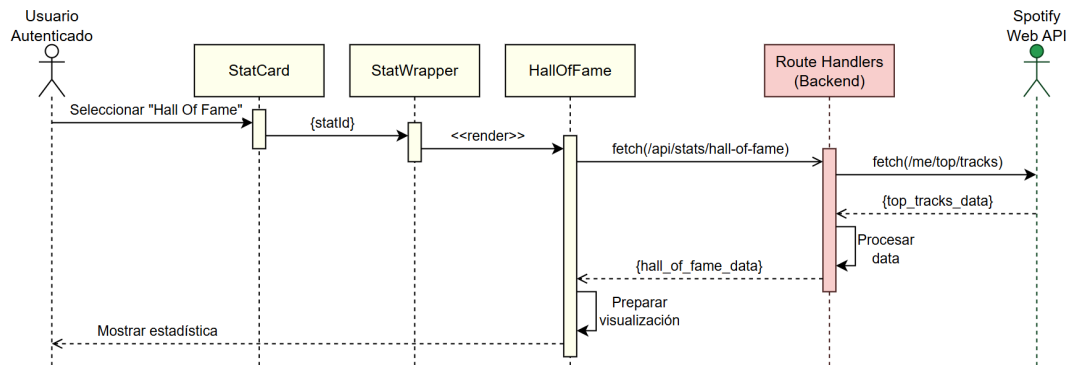 Usuario
Autenticado
Spotify
Web API
StatCard
StatWrapper
HallOfFame
Route Handlers
(Backend)
Seleccionar "Hall Of Fame"
{statId}
<<render>>
fetch(/api/stats/hall-of-fame)
fetch(/me/top/tracks)
{top_tracks_data}
Procesar
data
{hall_of_fame_data}
Preparar
visualización
Mostrar estadística